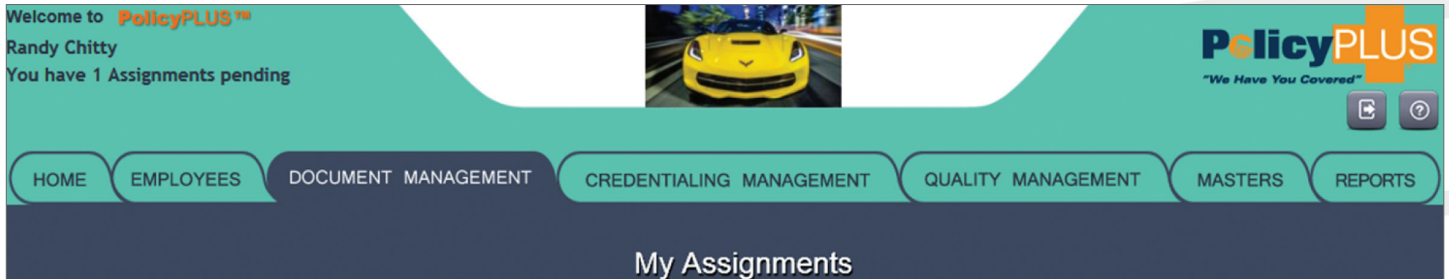 Welcome to PolicyPLUS™
Randy Chitty
You have 1 Assignments pending
PolicyPLUS
"We Have You Covered"
HOME EMPLOYEES DOCUMENT MANAGEMENT CREDENTIALING MANAGEMENT QUALITY MANAGEMENT MASTERS REPORTS
My Assignments